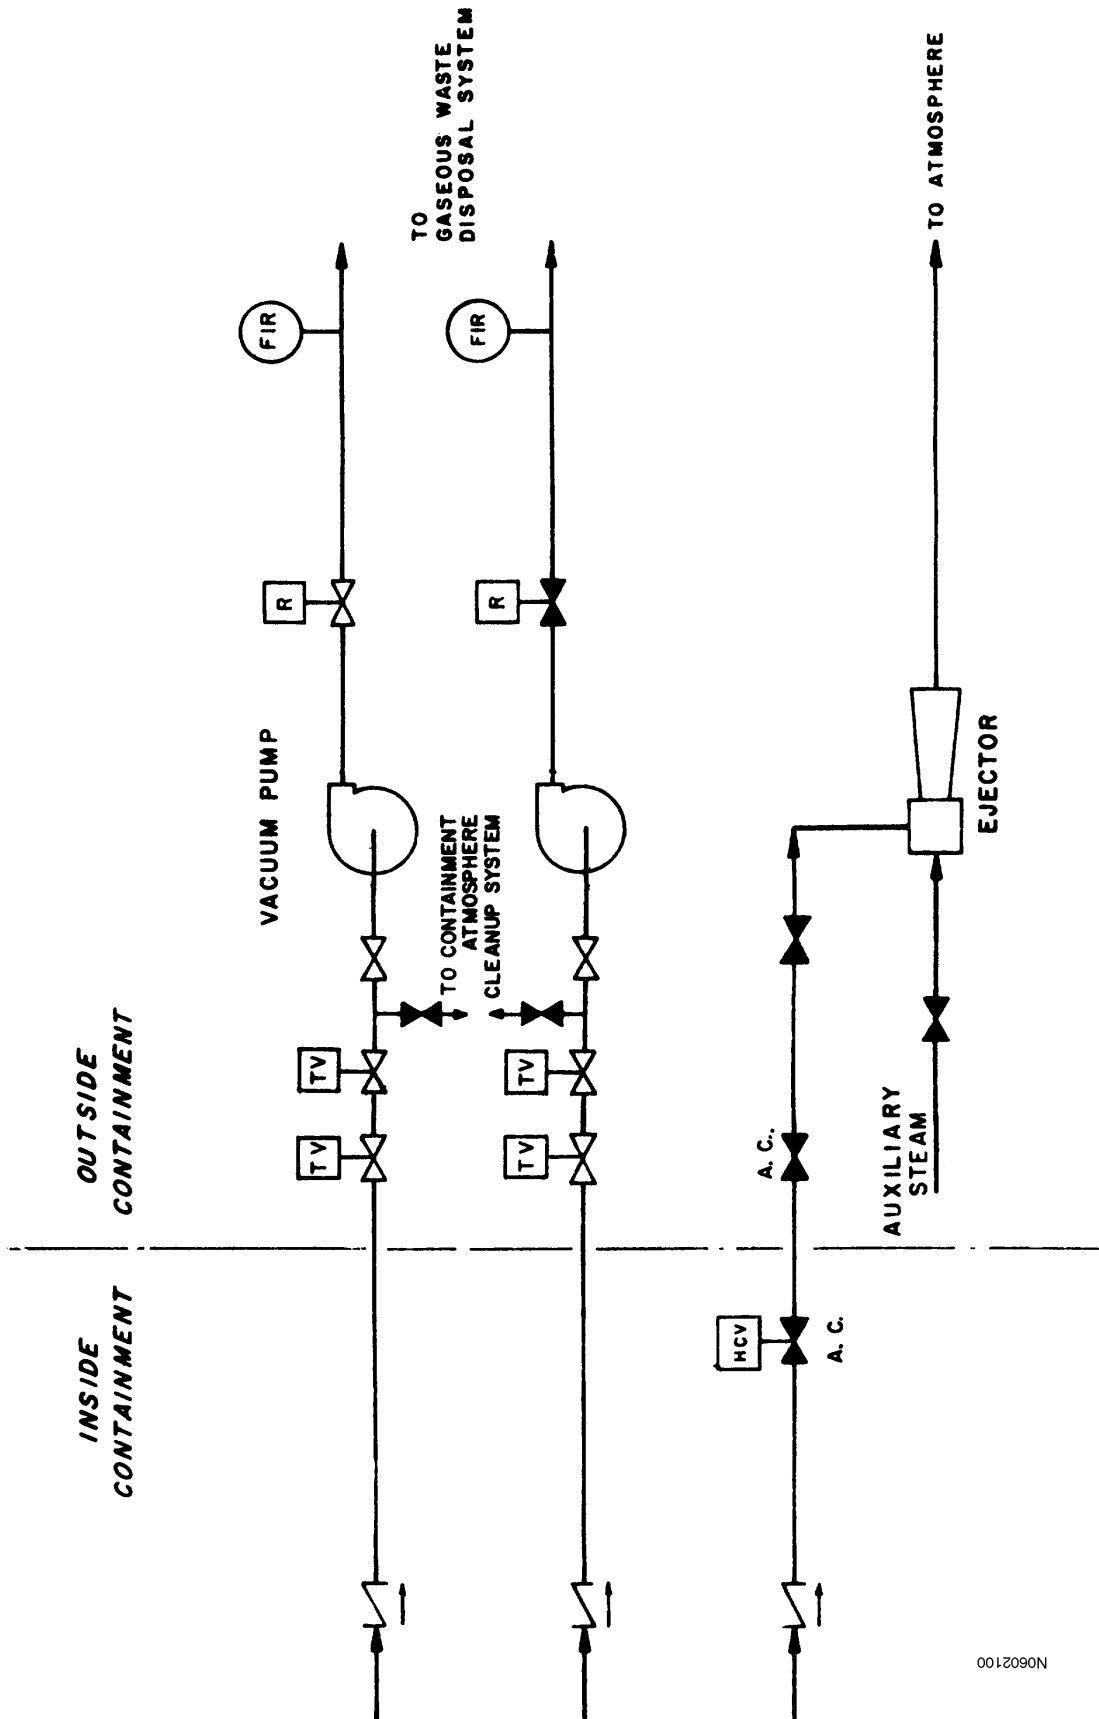 INSIDE
CONTAINMENT
OUTSIDE
CONTAINMENT
VACUUM PUMP
TV
TV
R
FIR
TO CONTAINMENT
ATMOSPHERE
CLEANUP SYSTEM
TO
GASEOUS WASTE
DISPOSAL SYSTEM
TV
TV
R
FIR
HCV
A. C.
A. C..
AUXILIARY
STEAM
EJECTOR
TO ATMOSPHERE
N0602100